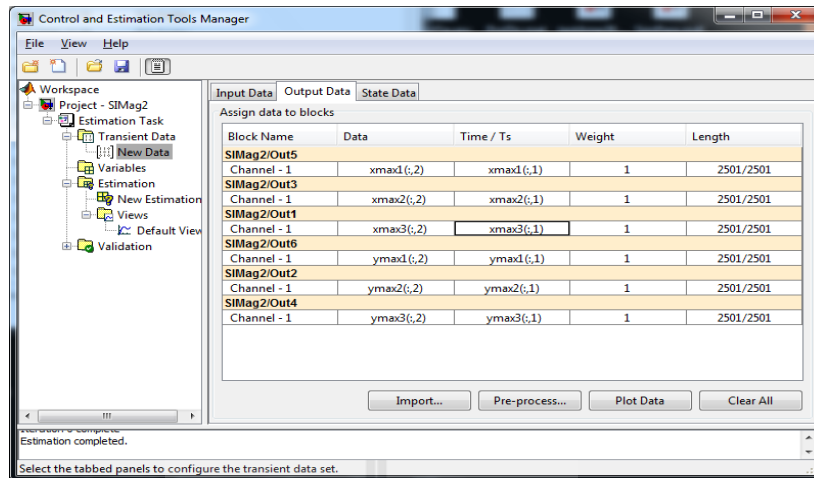 Control and Estimation Tools Manager
File View Help
Workspace
Project - SIMag2
Estimation Task
Transient Data
New Data
Variables
Estimation
New Estimation
Views
Default View
Validation
Input Data Output Data State Data
Assign data to blocks
Block Name Data Time / Ts Weight Length
SIMag2/Out5
Channel - 1 xmax1(:,2) xmax1(:,1) 1 2501/2501
SIMag2/Out3
Channel - 1 xmax2(:,2) xmax2(:,1) 1 2501/2501
SIMag2/Out1
Channel - 1 xmax3(:,2) xmax3(:,1) 1 2501/2501
SIMag2/Out6
Channel - 1 ymax1(:,2) ymax1(:,1) 1 2501/2501
SIMag2/Out2
Channel - 1 ymax2(:,2) ymax2(:,1) 1 2501/2501
SIMag2/Out4
Channel - 1 ymax3(:,2) ymax3(:,1) 1 2501/2501
Import... Pre-process... Plot Data Clear All
Estimation completed.
Select the tabbed panels to configure the transient data set.